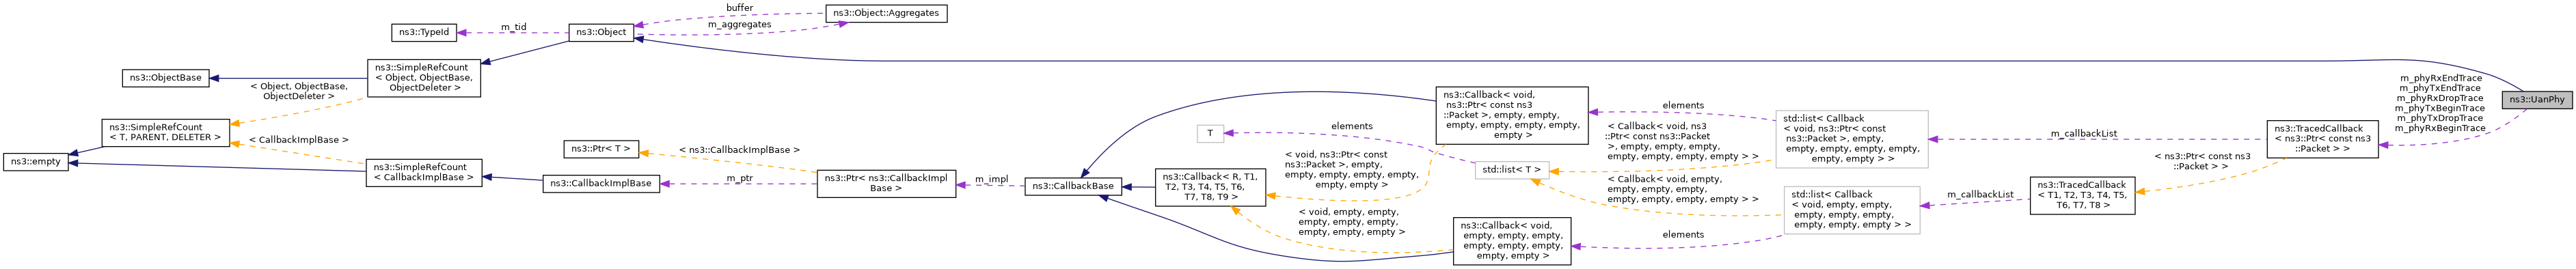 buffer
ns3::Object::Aggregates
m_aggregates
ns3::TypeId
m_tid
ns3::Object
ns3::ObjectBase
ns3::SimpleRefCount
< Object, ObjectBase,
ObjectDeleter >
< Object, ObjectBase,
ObjectDeleter >
ns3::SimpleRefCount
< T, PARENT, DELETER >
< CallbackImplBase >
ns3::empty
ns3::SimpleRefCount
< CallbackImplBase >
ns3::Ptr< T >
< ns3::CallbackImplBase >
ns3::CallbackImplBase
m_ptr
ns3::Ptr< ns3::CallbackImpl
Base >
m_impl
ns3::CallbackBase
ns3::Callback< R, T1,
T2, T3, T4, T5, T6,
T7, T8, T9 >
T
elements
< void, ns3::Ptr< const
ns3::Packet >, empty,
empty, empty, empty, empty,
empty, empty >
< void, empty, empty,
empty, empty, empty,
empty, empty, empty >
ns3::Callback< void,
ns3::Ptr< const ns3
::Packet >, empty, empty,
empty, empty, empty, empty,
empty >
ns3::Callback< void,
empty, empty, empty,
empty, empty, empty,
empty, empty >
std::list< T >
elements
< Callback< void, ns3
::Ptr< const ns3::Packet
>, empty, empty, empty,
empty, empty, empty, empty > >
< Callback< void, empty,
empty, empty, empty,
empty, empty, empty, empty > >
elements
std::list< Callback
< void, ns3::Ptr< const
ns3::Packet >, empty,
empty, empty, empty, empty,
empty, empty > >
std::list< Callback
< void, empty, empty,
empty, empty, empty,
empty, empty, empty > >
m_callbackList
m_callbackList
ns3::TracedCallback
< T1, T2, T3, T4, T5,
T6, T7, T8 >
< ns3::Ptr< const ns3
::Packet > >
ns3::TracedCallback
< ns3::Ptr< const ns3
::Packet > >
m_phyRxEndTrace
m_phyTxEndTrace
m_phyRxDropTrace
m_phyTxBeginTrace
m_phyTxDropTrace
m_phyRxBeginTrace
ns3::UanPhy